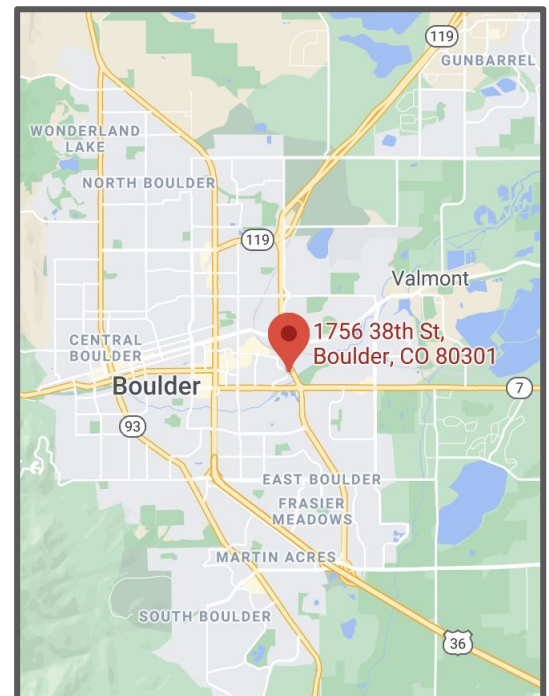 119
GUNBARREL
WONDERLAND
LAKE
NORTH BOULDER
119
Valmont
1756 38th St,
Boulder, CO 80301
CENTRAL
BOULDER
Boulder
7
93
EAST BOULDER
FRASIER
MEADOWS
MARTIN ACRES
SOUTH BOULDER
36